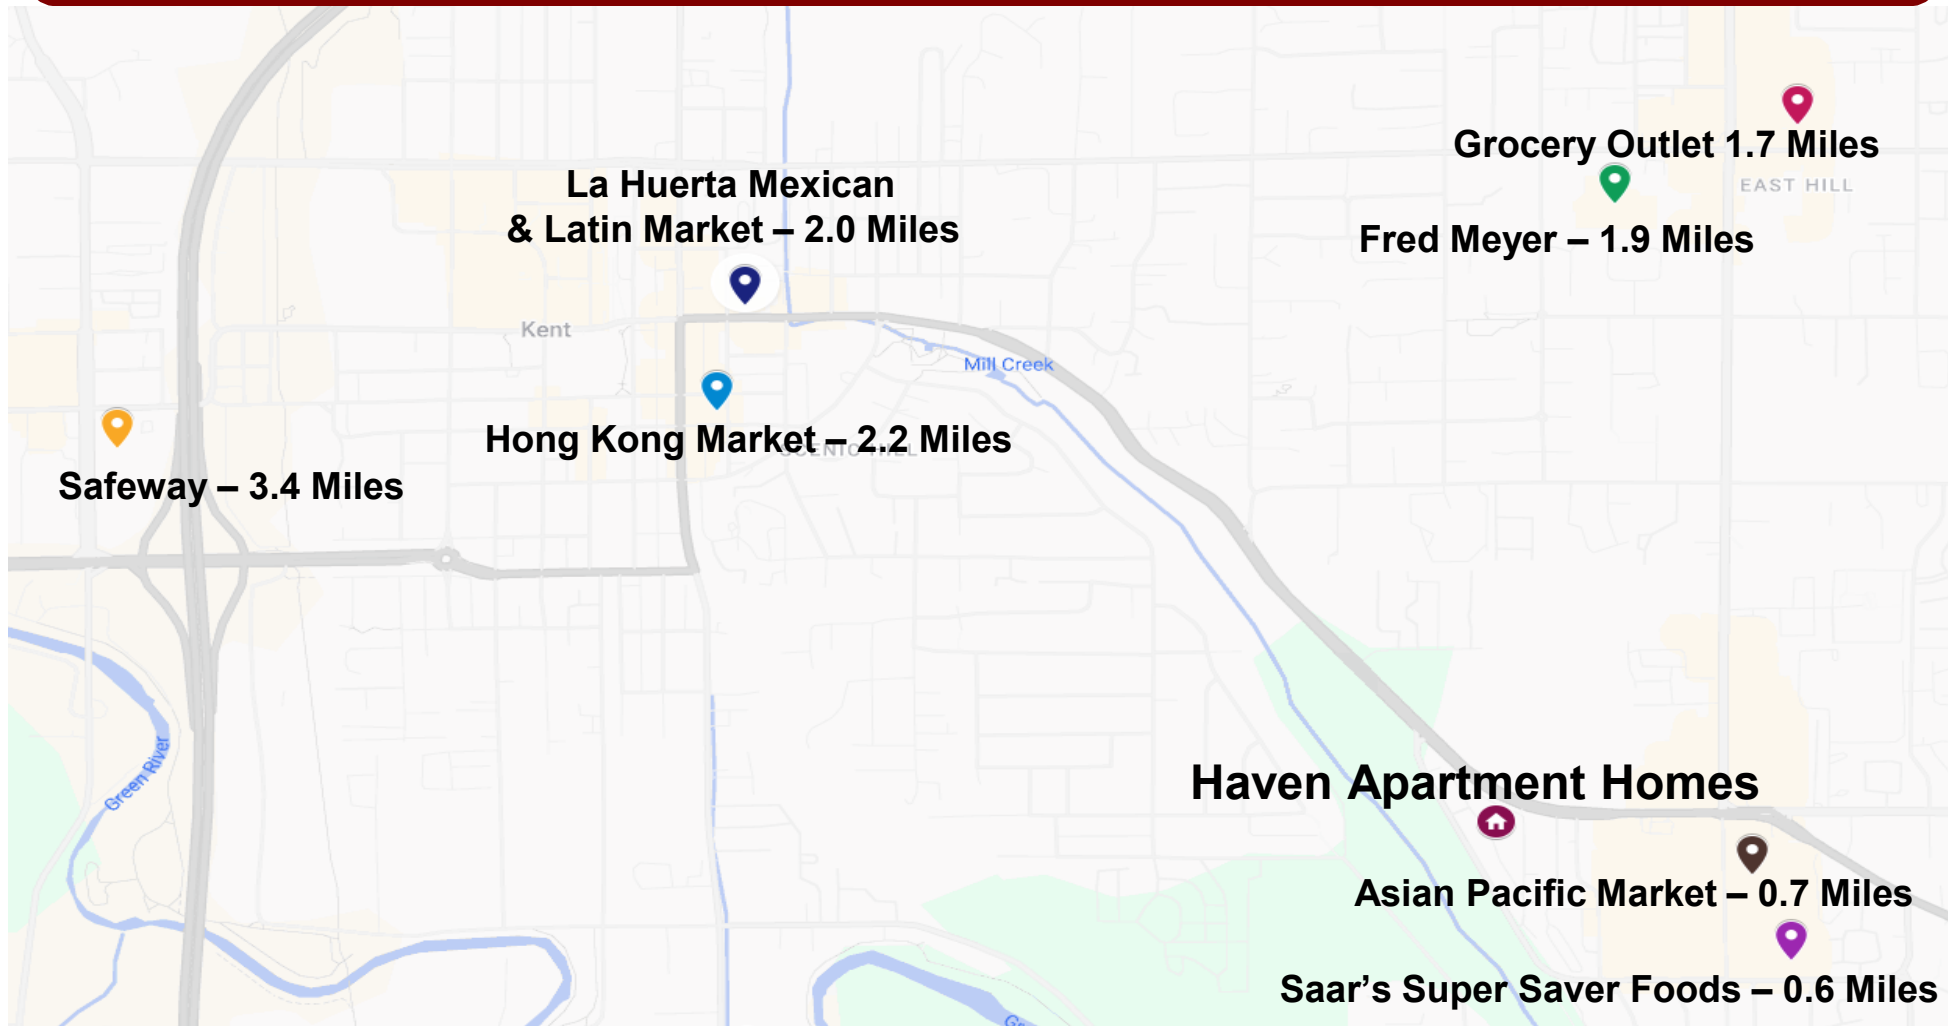 Grocery Outlet 1.7 Miles
EAST HILL
La Huerta Mexican
& Latin Market – 2.0 Miles
Fred Meyer – 1.9 Miles
Kent
Mill Creek
Hong Kong Market – 2.2 Miles
SCENIC HILL
Safeway – 3.4 Miles
Green River
Haven Apartment Homes
Asian Pacific Market – 0.7 Miles
Saar’s Super Saver Foods – 0.6 Miles